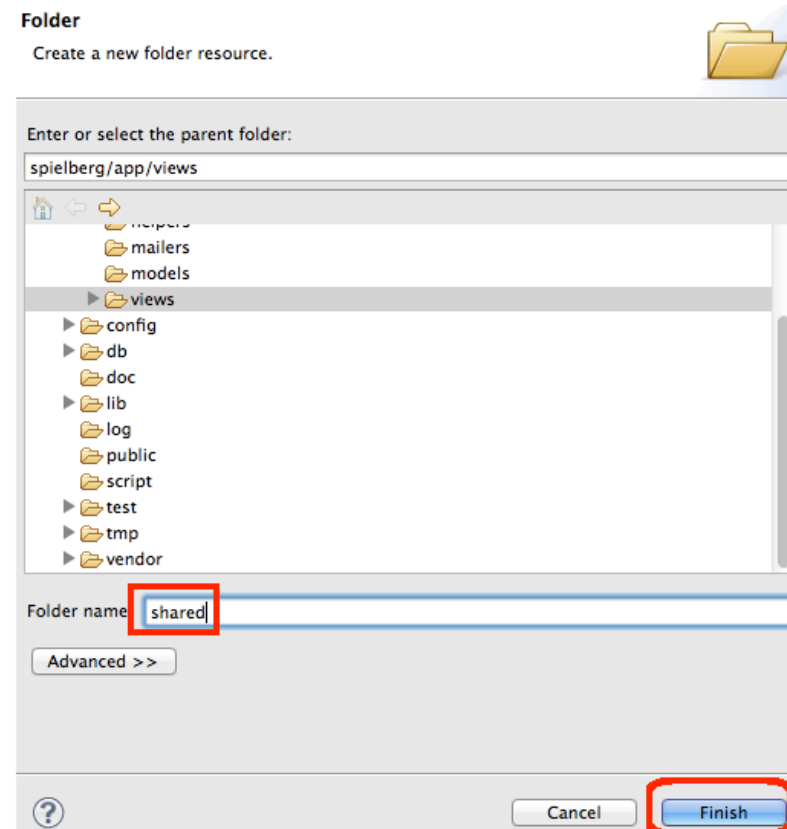 Folder
Create a new folder resource.
Enter or select the parent folder:
spielberg/app/views
helpers
mailers
models
views
config
db
doc
lib
log
public
script
test
tmp
vendor
Folder name
shared
Advanced >>
?
Cancel
Finish